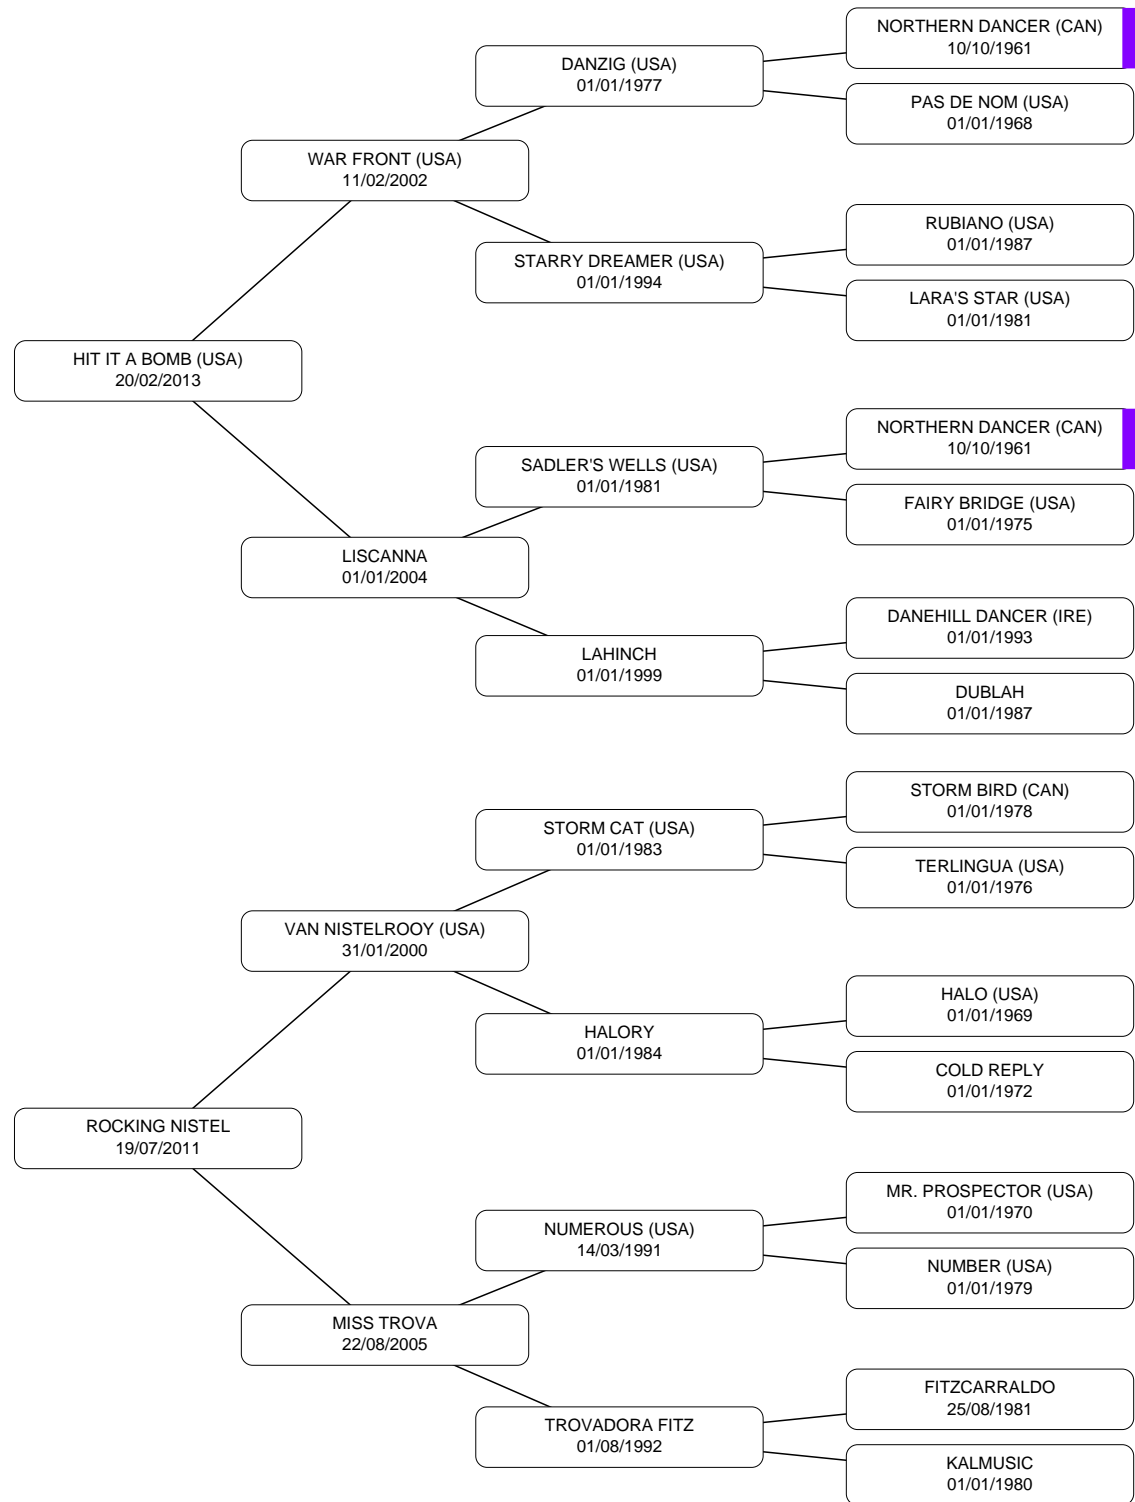 NORTHERN DANCER (CAN)
10/10/1961
DANZIG (USA)
01/01/1977
PAS DE NOM (USA)
01/01/1968
WAR FRONT (USA)
11/02/2002
RUBIANO (USA)
01/01/1987
STARRY DREAMER (USA)
01/01/1994
LARA'S STAR (USA)
01/01/1981
HIT IT A BOMB (USA)
20/02/2013
NORTHERN DANCER (CAN)
10/10/1961
SADLER'S WELLS (USA)
01/01/1981
FAIRY BRIDGE (USA)
01/01/1975
LISCANNA
01/01/2004
DANEHILL DANCER (IRE)
01/01/1993
LAHINCH
01/01/1999
DUBLAH
01/01/1987
STORM BIRD (CAN)
01/01/1978
STORM CAT (USA)
01/01/1983
TERLINGUA (USA)
01/01/1976
VAN NISTELROOY (USA)
31/01/2000
HALO (USA)
01/01/1969
HALORY
01/01/1984
COLD REPLY
01/01/1972
ROCKING NISTEL
19/07/2011
MR. PROSPECTOR (USA)
01/01/1970
NUMEROUS (USA)
14/03/1991
NUMBER (USA)
01/01/1979
MISS TROVA
22/08/2005
FITZCARRALDO
25/08/1981
TROVADORA FITZ
01/08/1992
KALMUSIC
01/01/1980